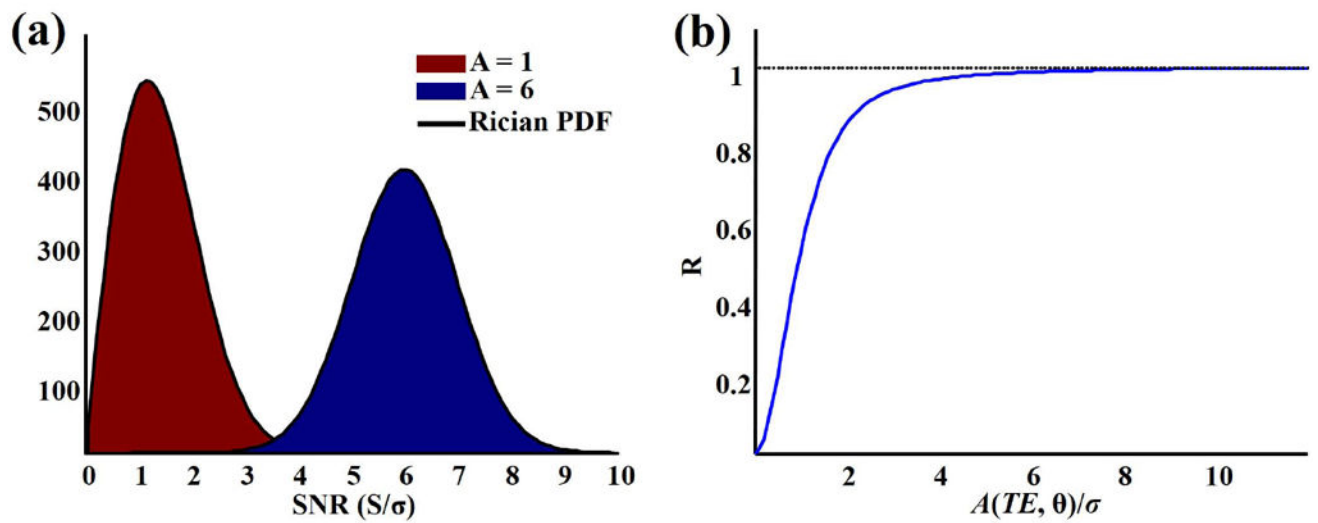 (a)
A = 1
A = 6
Rician PDF
500
400
300
200
100
0 1 2 3 4 5 6 7 8 9 10
SNR (S/σ)
(b)
1
0.8
0.6
0.4
0.2
R
2 4 6 8 10
A(TE, θ)/σ